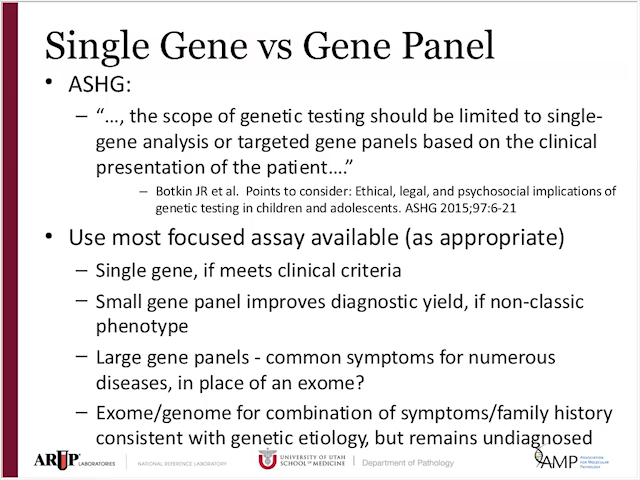 Single Gene vs Gene Panel
• ASHG:
– “…, the scope of genetic testing should be limited to single-
gene analysis or targeted gene panels based on the clinical
presentation of the patient….”
– Botkin JR et al. Points to consider: Ethical, legal, and psychosocial implications of
genetic testing in children and adolescents. ASHG 2015;97:6-21
• Use most focused assay available (as appropriate)
– Single gene, if meets clinical criteria
– Small gene panel improves diagnostic yield, if non-classic
phenotype
– Large gene panels - common symptoms for numerous
diseases, in place of an exome?
– Exome/genome for combination of symptoms/family history
consistent with genetic etiology, but remains undiagnosed
ARUP LABORATORIES | NATIONAL REFERENCE LABORATORY
UNIVERSITY OF UTAH
SCHOOL OF MEDICINE | Department of Pathology
AMP ASSOCIATION
FOR MOLECULAR
PATHOLOGY